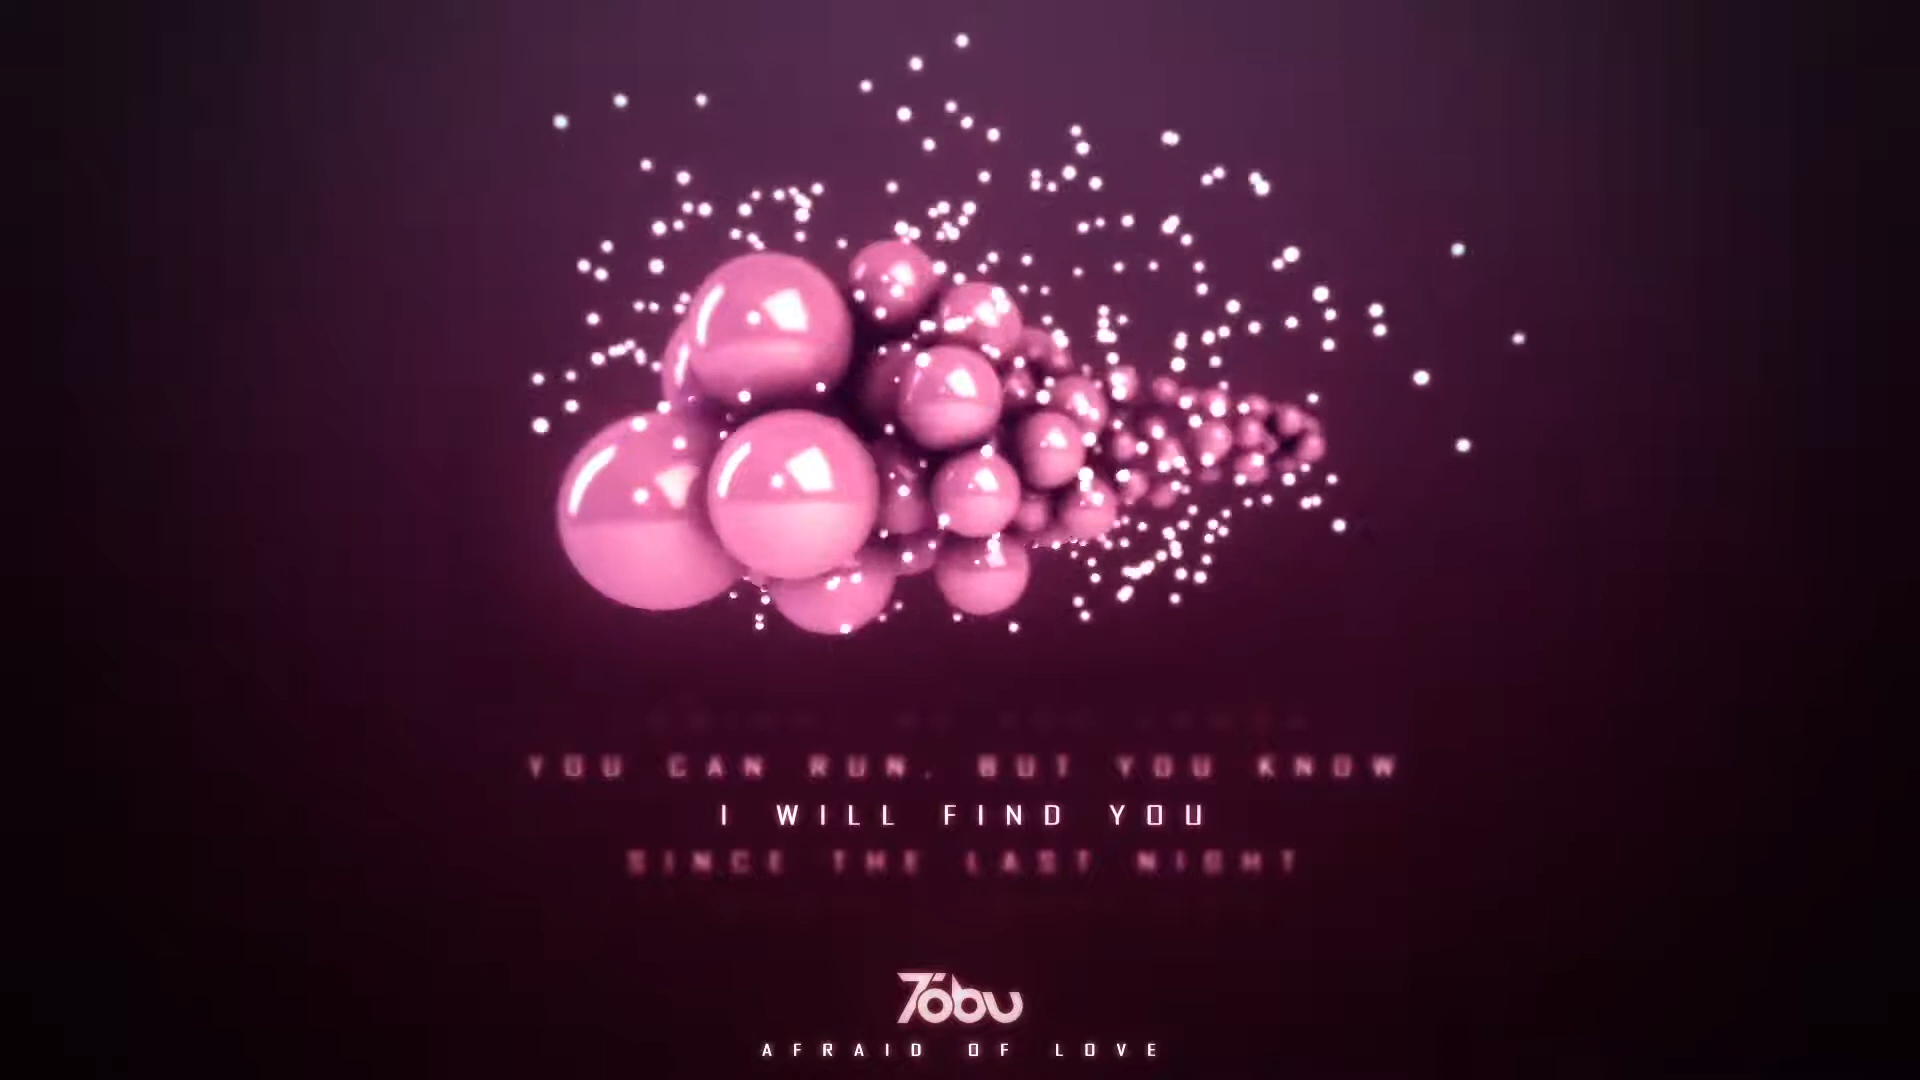 YOU CAN RUN, BUT YOU KNOW
I WILL FIND YOU
SINCE THE LAST NIGHT
Tobu
AFRAID OF LOVE